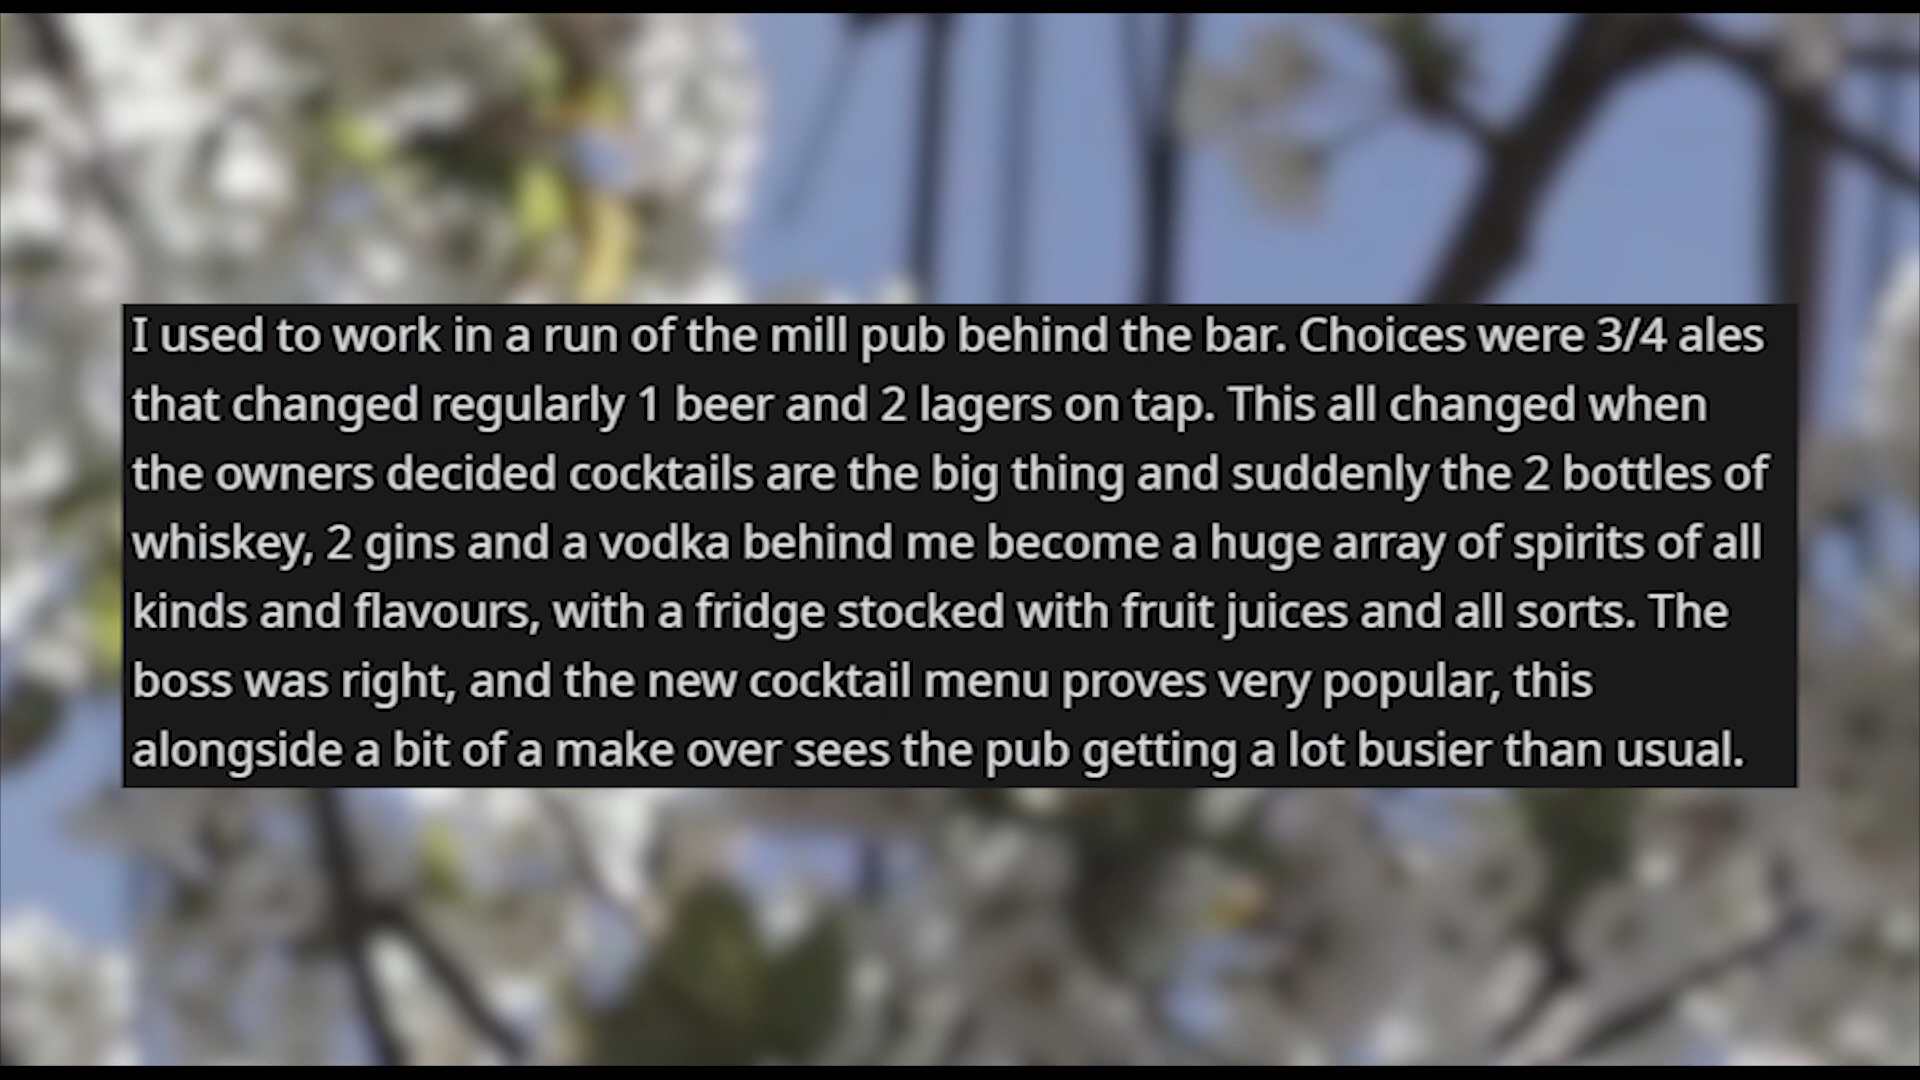 I used to work in a run of the mill pub behind the bar. Choices were 3/4 ales
that changed regularly 1 beer and 2 lagers on tap. This all changed when
the owners decided cocktails are the big thing and suddenly the 2 bottles of
whiskey, 2 gins and a vodka behind me become a huge array of spirits of all
kinds and flavours, with a fridge stocked with fruit juices and all sorts. The
boss was right, and the new cocktail menu proves very popular, this
alongside a bit of a make over sees the pub getting a lot busier than usual.